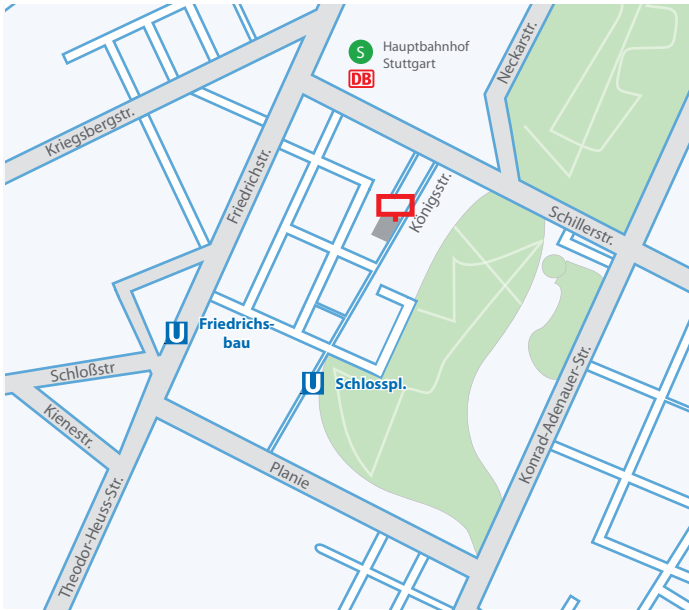 Neckarstr.
S Hauptbahnhof
Stuttgart
DB
Kriegsbergstr.
Friedrichstr.
Königsstr.
Schillerstr.
U Friedrichs-
bau
Schloßstr
U Schlosspl.
Kienestr.
Konrad-Adenauer-Str.
Planie
Theodor-Heuss-Str.